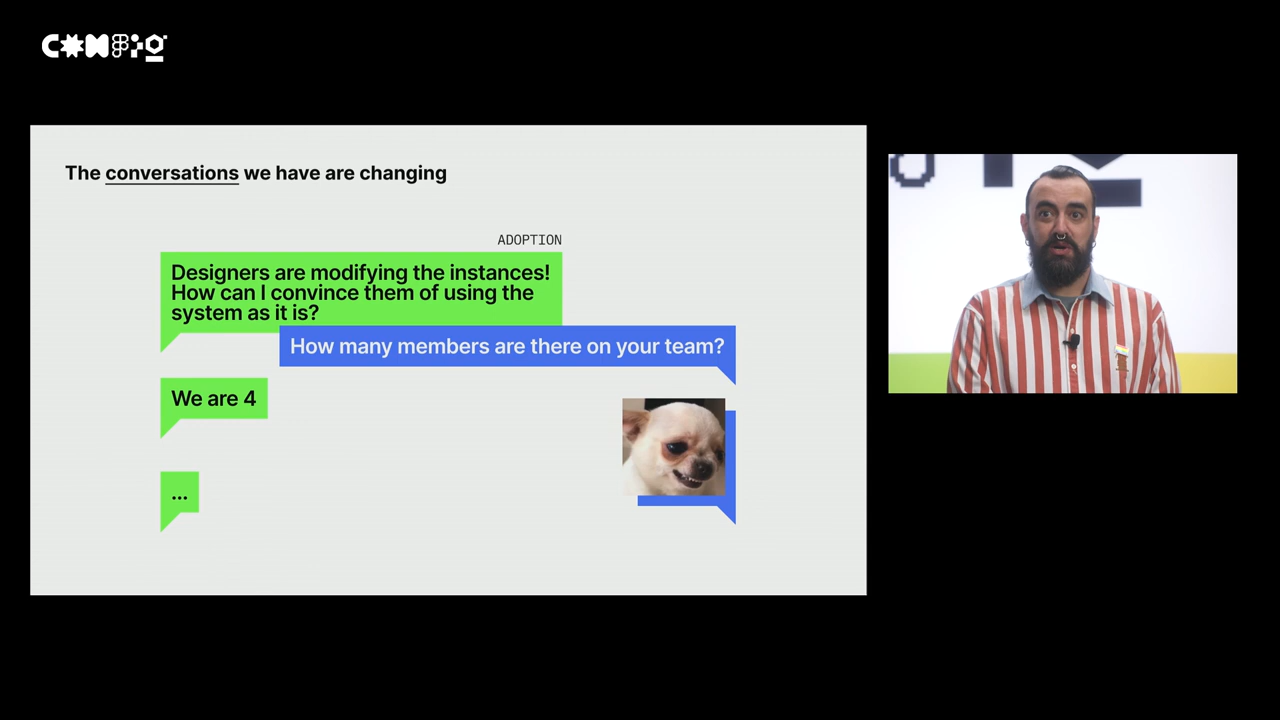 CONFIG
The conversations we have are changing
ADOPTION
Designers are modifying the instances!
How can I convince them of using the
system as it is?
How many members are there on your team?
We are 4
...